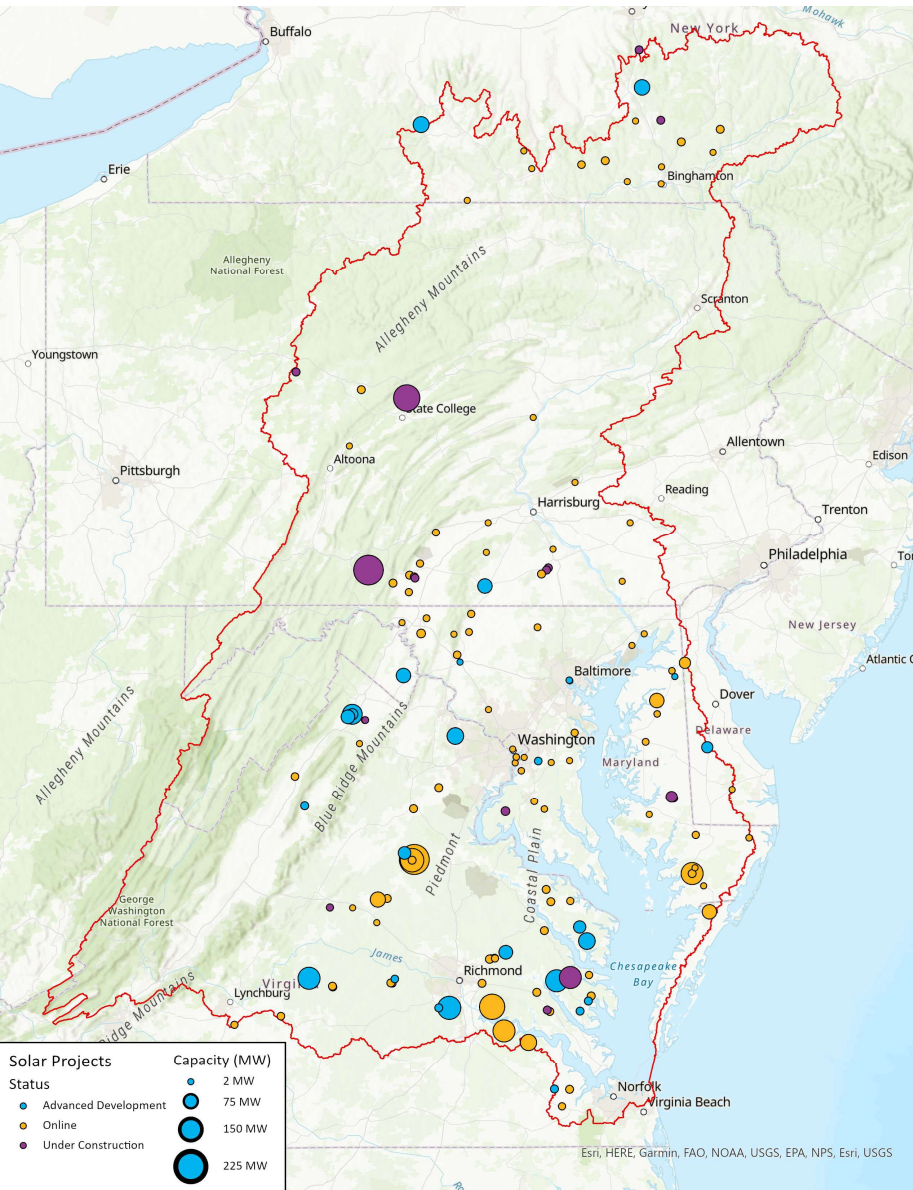 Mohawk
New York
Buffalo
Erie
Binghamton
Allegheny
National Forest
Allegheny Mountains
Scranton
Youngstown
State College
Allentown
Altoona
Edison
Pittsburgh
Reading
Harrisburg
Trenton
Philadelphia
To
New Jersey
Atlantic C
Baltimore
Dover
Delaware
Allegheny Mountains
Washington
Maryland
Blue Ridge Mountains
Piedmont
Coastal Plain
George
Washington
National Forest
James
Chesapeake
Bay
Richmond
Virgi
Lynchburg
Ridge Mountains
Norfolk
Virginia Beach
Solar Projects
Status
Advanced Development
Online
Under Construction
Capacity (MW)
2 MW
75 MW
150 MW
225 MW
Esri, HERE, Garmin, FAO, NOAA, USGS, EPA, NPS, Esri, USGS